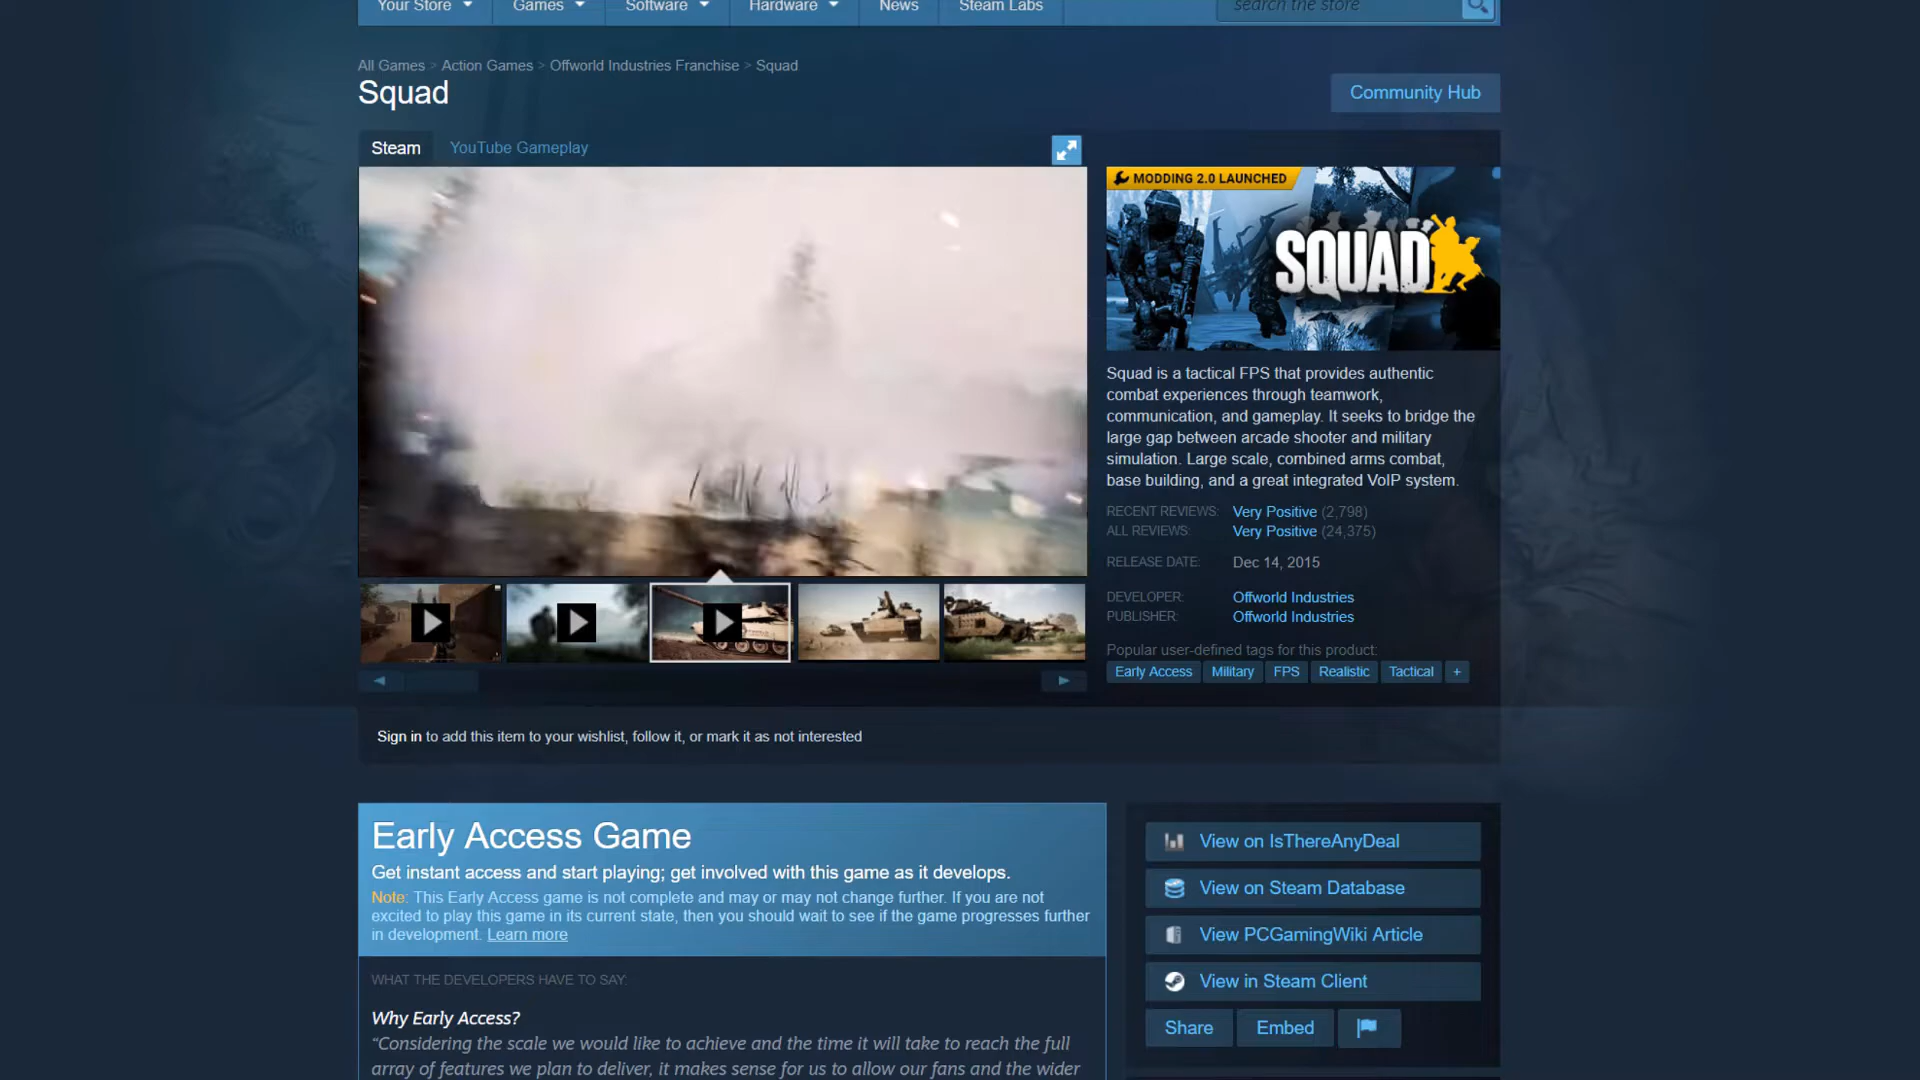 Your Store
Games
Software
Hardware
News
Steam Labs
search the store
All Games > Action Games > Offworld Industries Franchise > Squad
Squad
Community Hub
Steam
YouTube Gameplay
MODDING 2.0 LAUNCHED
SQUAD
Squad is a tactical FPS that provides authentic
combat experiences through teamwork,
communication, and gameplay. It seeks to bridge the
large gap between arcade shooter and military
simulation. Large scale, combined arms combat,
base building, and a great integrated VoIP system.
RECENT REVIEWS: Very Positive (2,798)
ALL REVIEWS: Very Positive (24,375)
RELEASE DATE: Dec 14, 2015
DEVELOPER: Offworld Industries
PUBLISHER: Offworld Industries
Popular user-defined tags for this product:
Early Access Military FPS Realistic Tactical +
Sign in to add this item to your wishlist, follow it, or mark it as not interested
Early Access Game
Get instant access and start playing; get involved with this game as it develops.
Note: This Early Access game is not complete and may or may not change further. If you are not
excited to play this game in its current state, then you should wait to see if the game progresses further
in development. Learn more
WHAT THE DEVELOPERS HAVE TO SAY:
Why Early Access?
“Considering the scale we would like to achieve and the time it will take to reach the full
array of features we plan to deliver, it makes sense for us to allow our fans and the wider
View on IsThereAnyDeal
View on Steam Database
View PCGamingWiki Article
View in Steam Client
Share
Embed